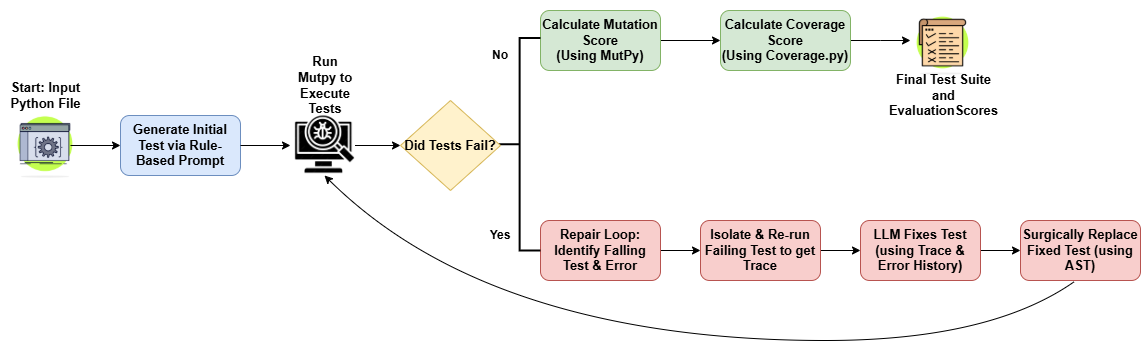 Start: Input
Python File
Generate Initial
Test via Rule-
Based Prompt
Run
Mutpy to
Execute
Tests
Did Tests Fail?
No
Calculate Mutation
Score
(Using MutPy)
Calculate Coverage
Score
(Using Coverage.py)
Final Test Suite
and
EvaluationScores
Yes
Repair Loop:
Identify Falling
Test & Error
Isolate & Re-run
Failing Test to get
Trace
LLM Fixes Test
(using Trace &
Error History)
Surgically Replace
Fixed Test (using
AST)